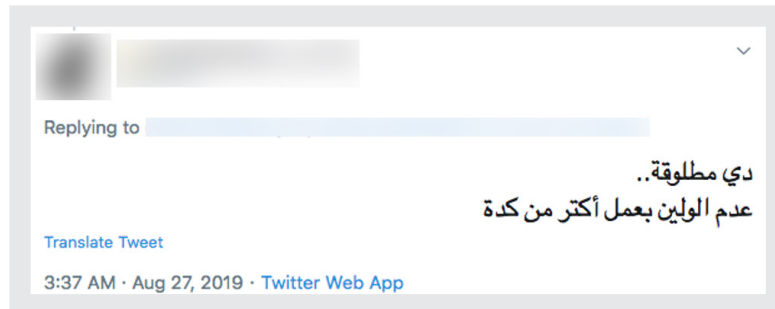 Replying to
دي مطلوقة..
عدم الولين بعمل أكتر من كدة
Translate Tweet
3:37 AM · Aug 27, 2019 · Twitter Web App